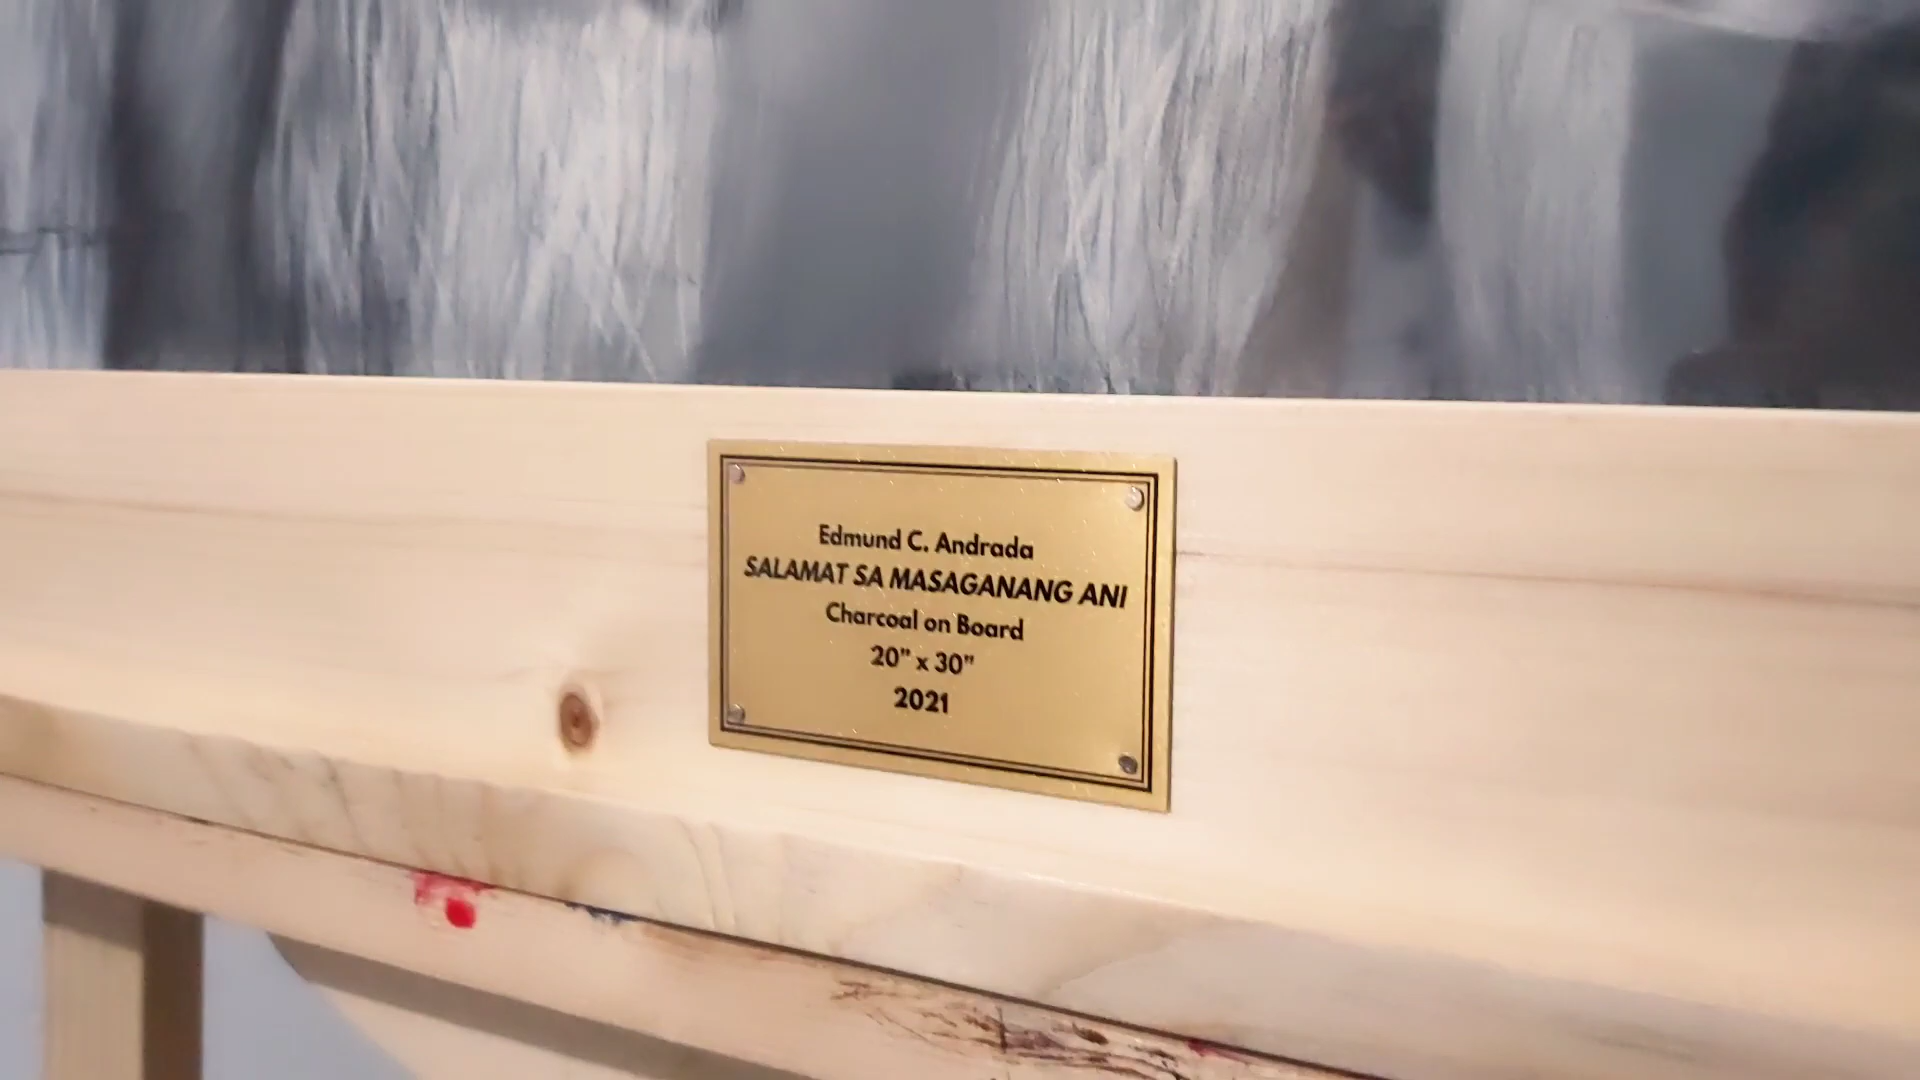 Edmund C. Andrada
SALAMAT SA MASAGANANG ANI
Charcoal on Board
20" x 30"
2021